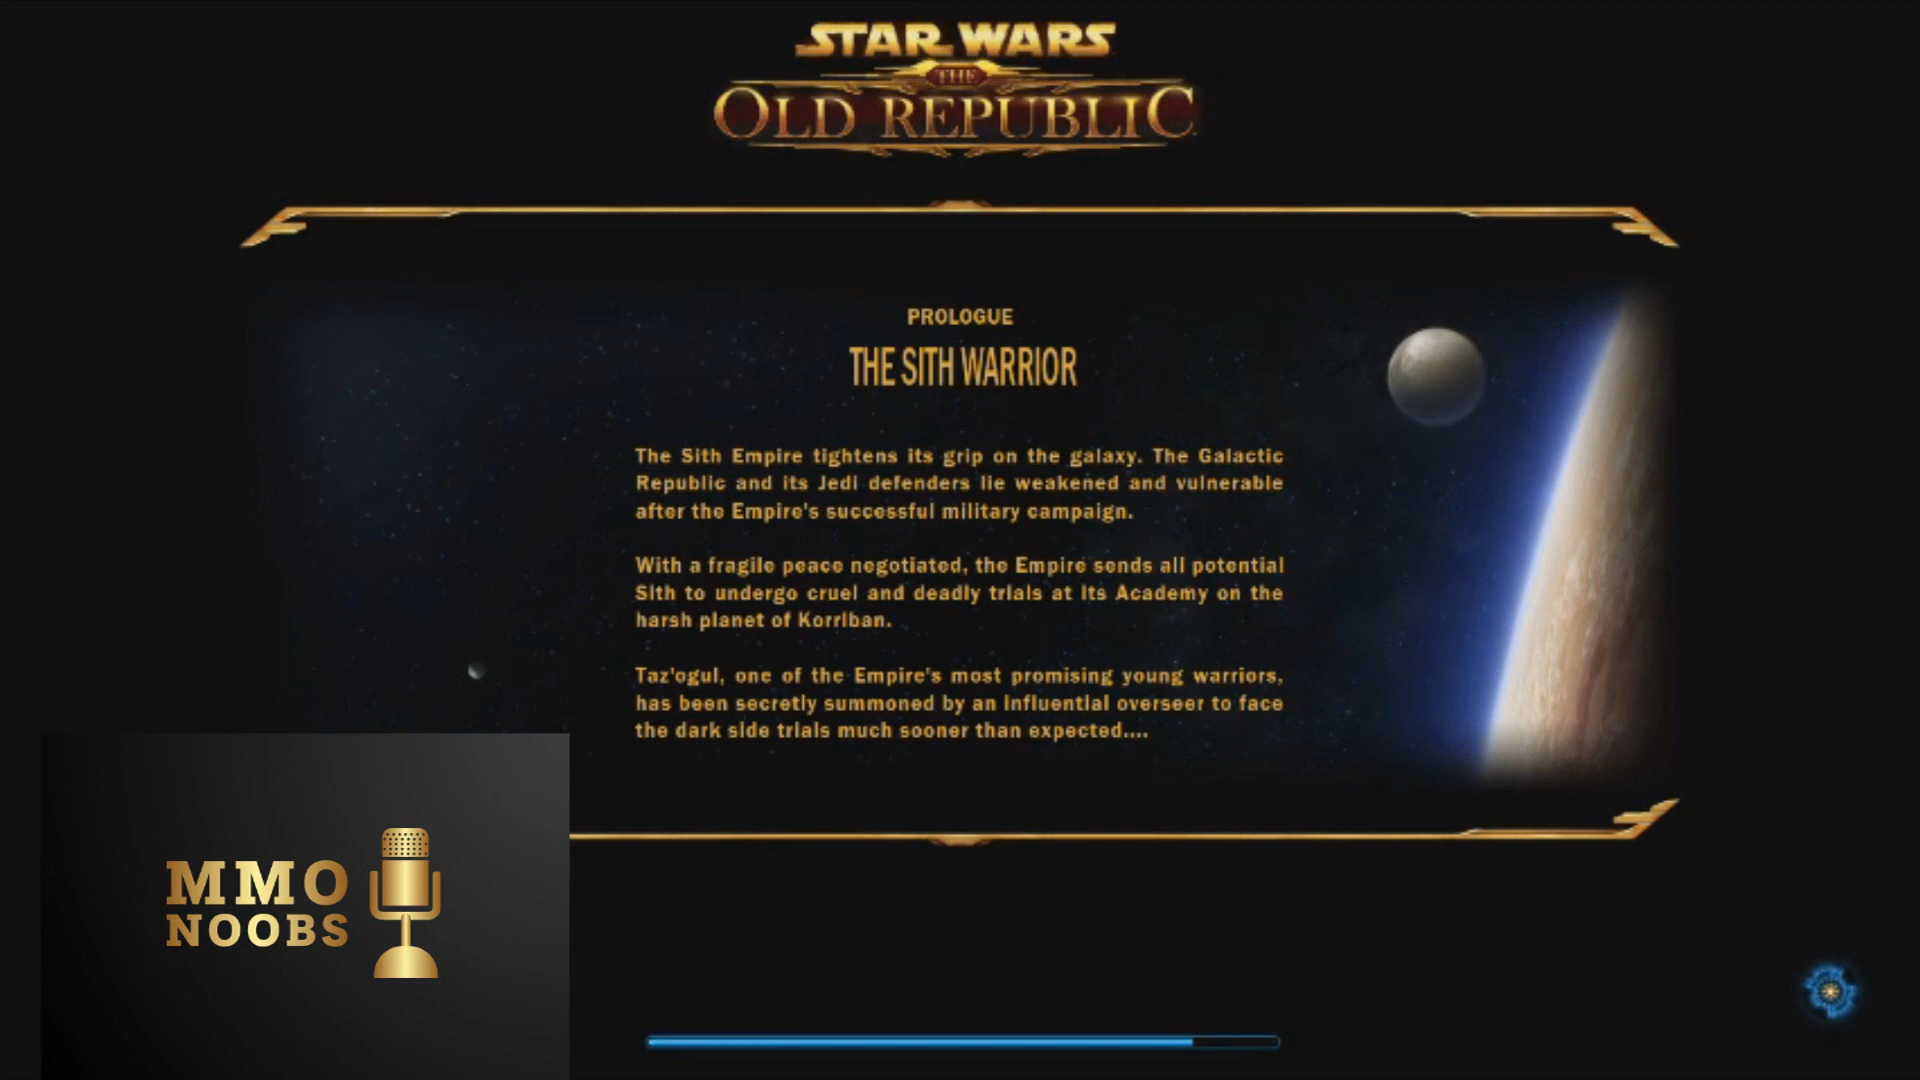 STAR WARS
THE
OLD REPUBLIC
PROLOGUE
THE SITH WARRIOR
The Sith Empire tightens its grip on the galaxy. The Galactic
Republic and its Jedi defenders lie weakened and vulnerable
after the Empire's successful military campaign.
With a fragile peace negotiated, the Empire sends all potential
Sith to undergo cruel and deadly trials at its Academy on the
harsh planet of Korriban.
Taz'ogul, one of the Empire's most promising young warriors,
has been secretly summoned by an influential overseer to face
the dark side trials much sooner than expected....
MMO
NOOBS